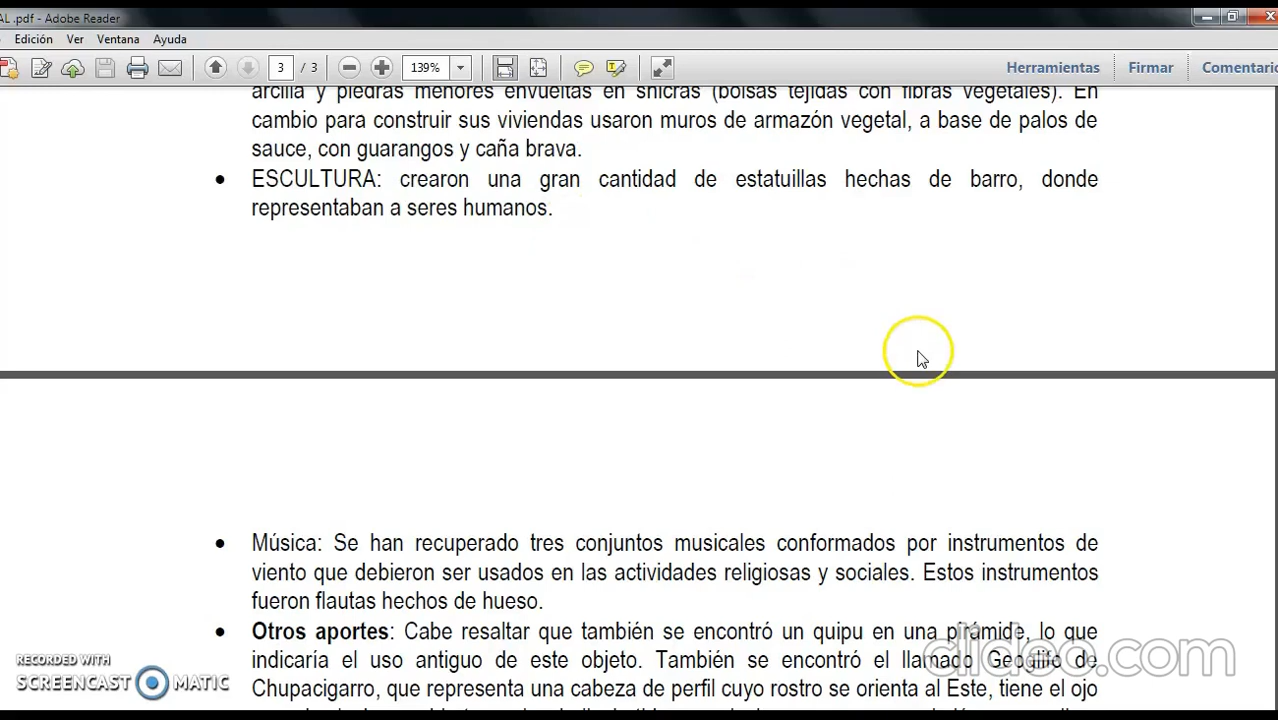 AL .pdf - Adobe Reader
Edición Ver Ventana Ayuda
3 / 3 139% Herramientas Firmar Comentario
arcilla y piedras menores envueltas en shicras (bolsas tejidas con fibras vegetales). En
cambio para construir sus viviendas usaron muros de armazón vegetal, a base de palos de
sauce, con guarangos y caña brava.
• ESCULTURA: crearon una gran cantidad de estatuillas hechas de barro, donde
representaban a seres humanos.
• Música: Se han recuperado tres conjuntos musicales conformados por instrumentos de
viento que debieron ser usados en las actividades religiosas y sociales. Estos instrumentos
fueron flautas hechos de hueso.
• Otros aportes: Cabe resaltar que también se encontró un quipu en una pirámide, lo que
indicaría el uso antiguo de este objeto. También se encontró el llamado Geoglifo de
Chupacigarro, que representa una cabeza de perfil cuyo rostro se orienta al Este, tiene el ojo
clideo.com
RECORDED WITH
SCREENCAST MATIC